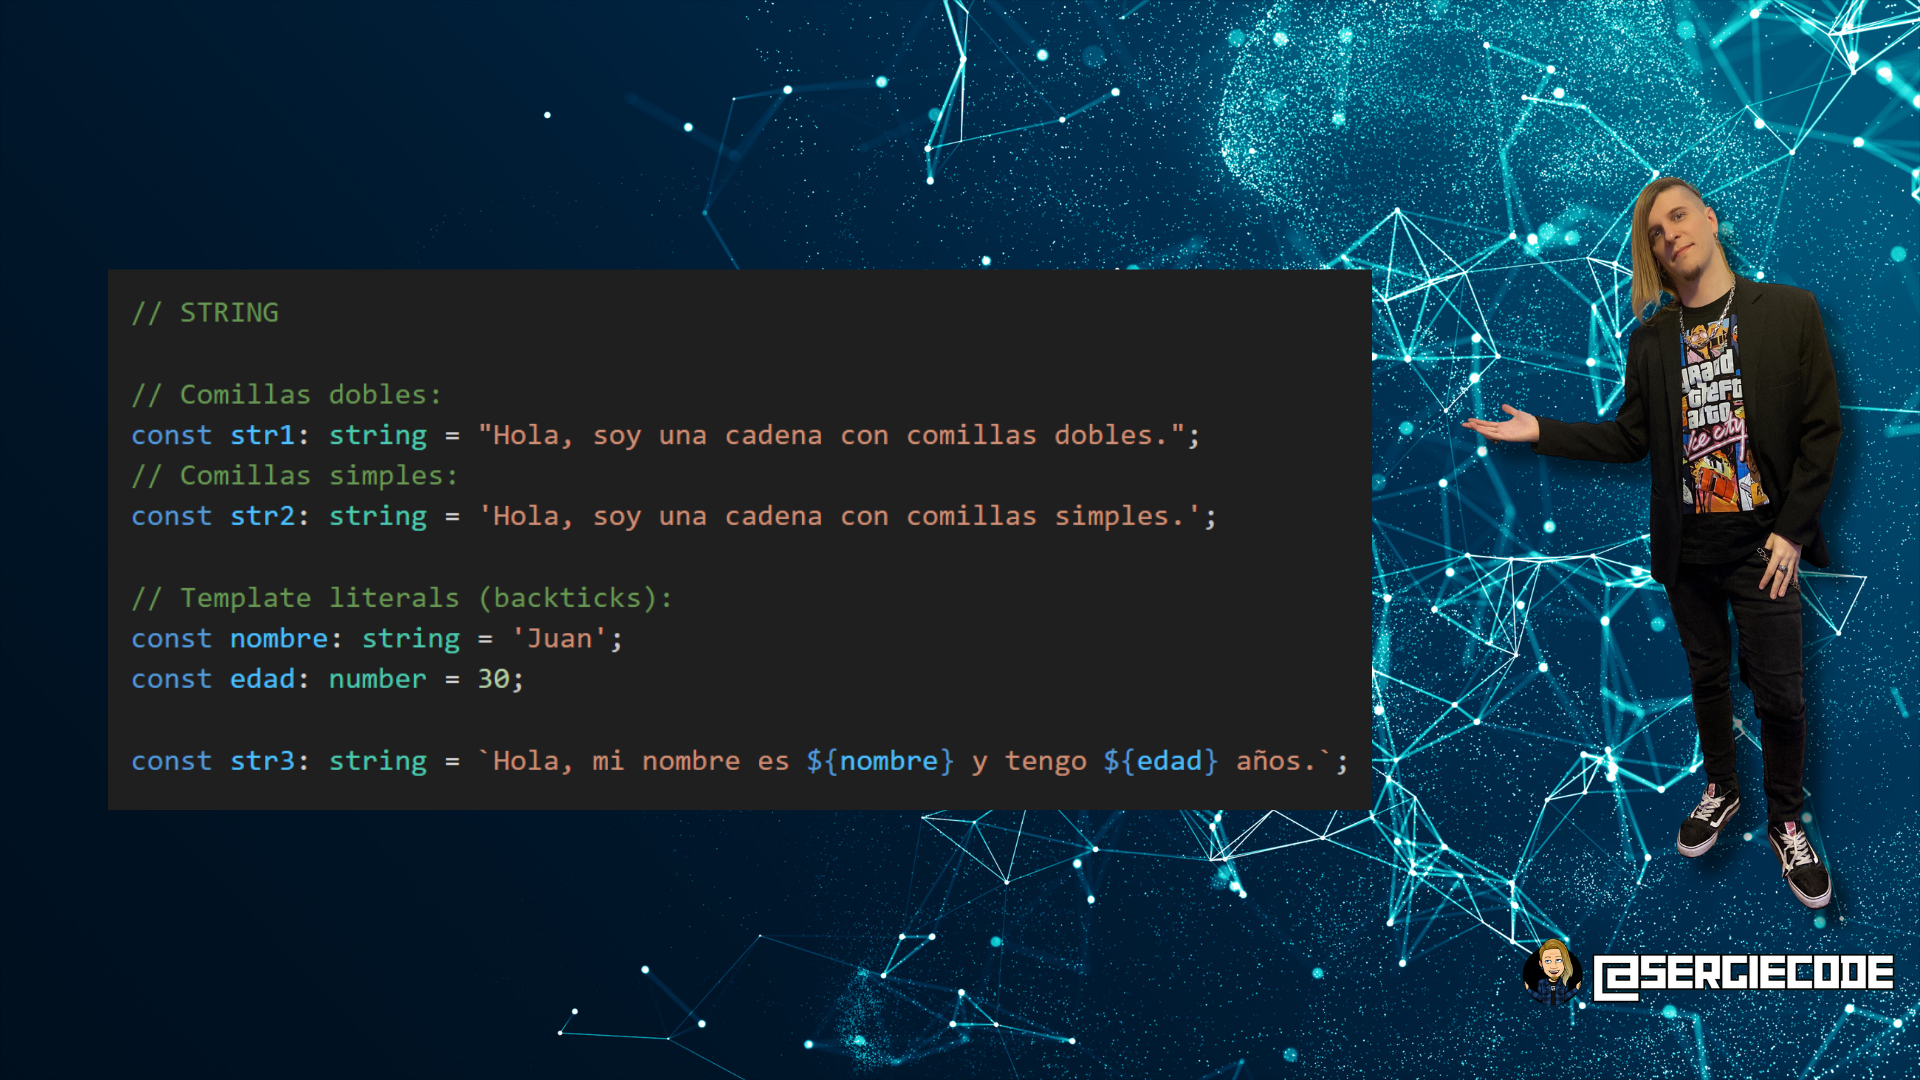 // STRING
// Comillas dobles:
const str1: string = "Hola, soy una cadena con comillas dobles.";
// Comillas simples:
const str2: string = 'Hola, soy una cadena con comillas simples.';
// Template literals (backticks):
const nombre: string = 'Juan';
const edad: number = 30;
const str3: string = `Hola, mi nombre es ${nombre} y tengo ${edad} años.`;
theft
auto
Vice City
@SERGIECODE